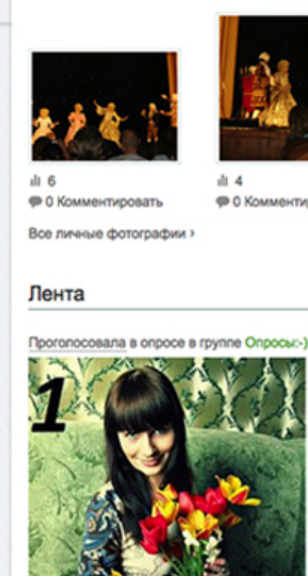 6
4
0 Комментировать
0 Комменти
Все личные фотографии ›
Лента
Проголосовала в опросе в группе Опросы:-)
1